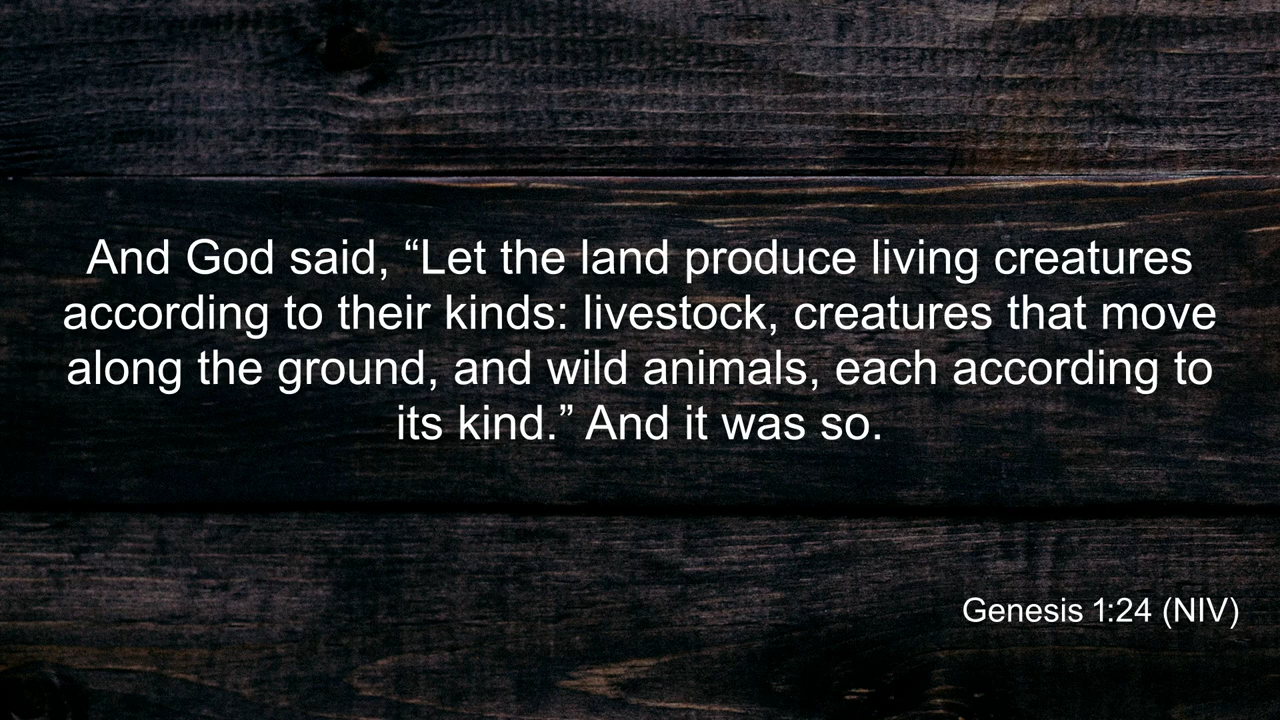 And God said, “Let the land produce living creatures
according to their kinds: livestock, creatures that move
along the ground, and wild animals, each according to
its kind.” And it was so.
Genesis 1:24 (NIV)